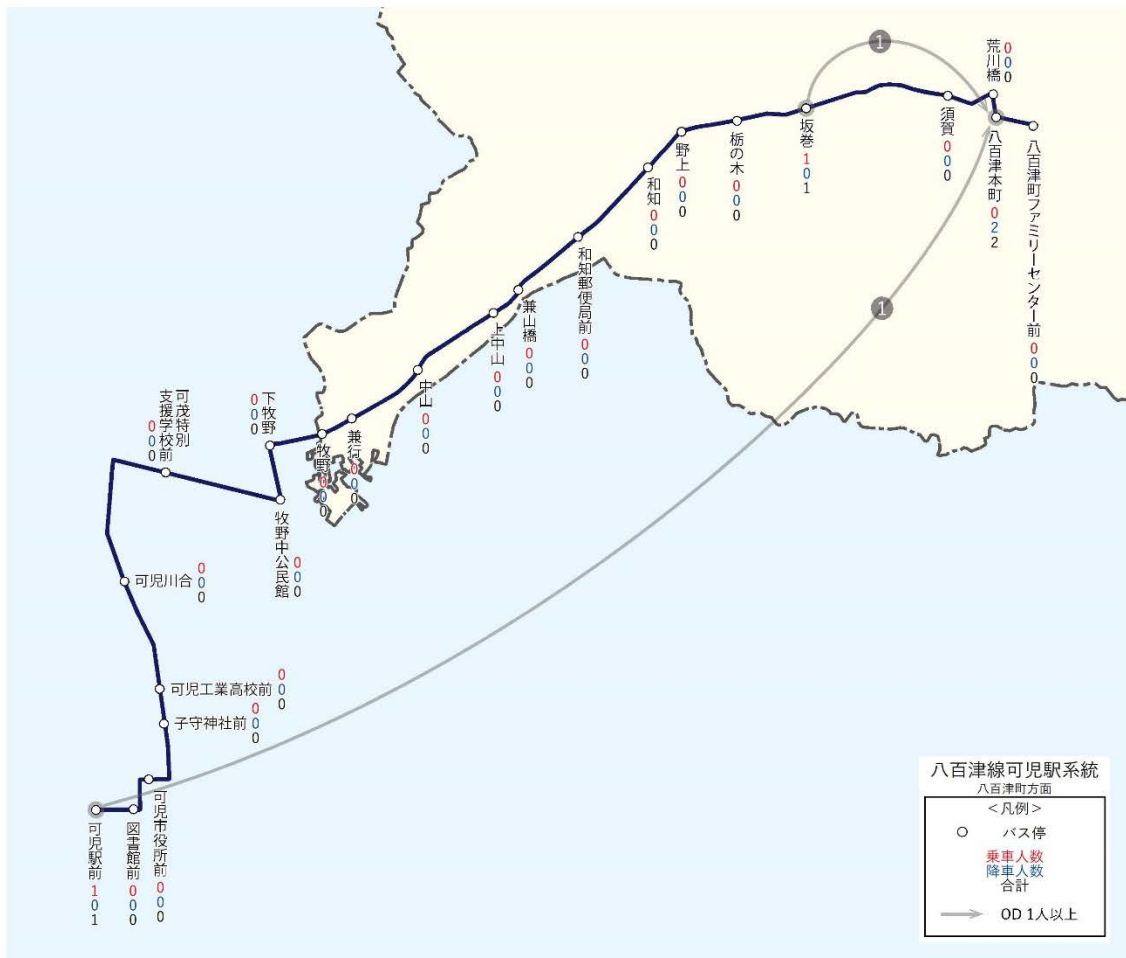 1
荒川橋
0
0
0
須賀
0
0
0
八百津本町
0
2
2
八百津町ファミリーセンター前
0
0
0
坂巻
1
0
1
栃の木
0
0
0
野上
0
0
0
和知
0
0
0
和知郵便局前
0
0
0
1
兼山橋
0
0
0
上中山
0
0
0
中山
0
0
0
兼行
0
0
0
牧野
0
0
0
下牧野
0
0
0
可茂特別
支援学校前
0
0
0
牧野中公民館
0
0
0
可児川合
0
0
0
可児工業高校前
0
0
0
子守神社前
0
0
0
可児市役所前
0
0
0
図書館前
0
0
0
可児駅前
1
0
1
八百津線可児駅系統
八百津町方面
<凡例>
バス停
乗車人数
降車人数
合計
OD 1人以上